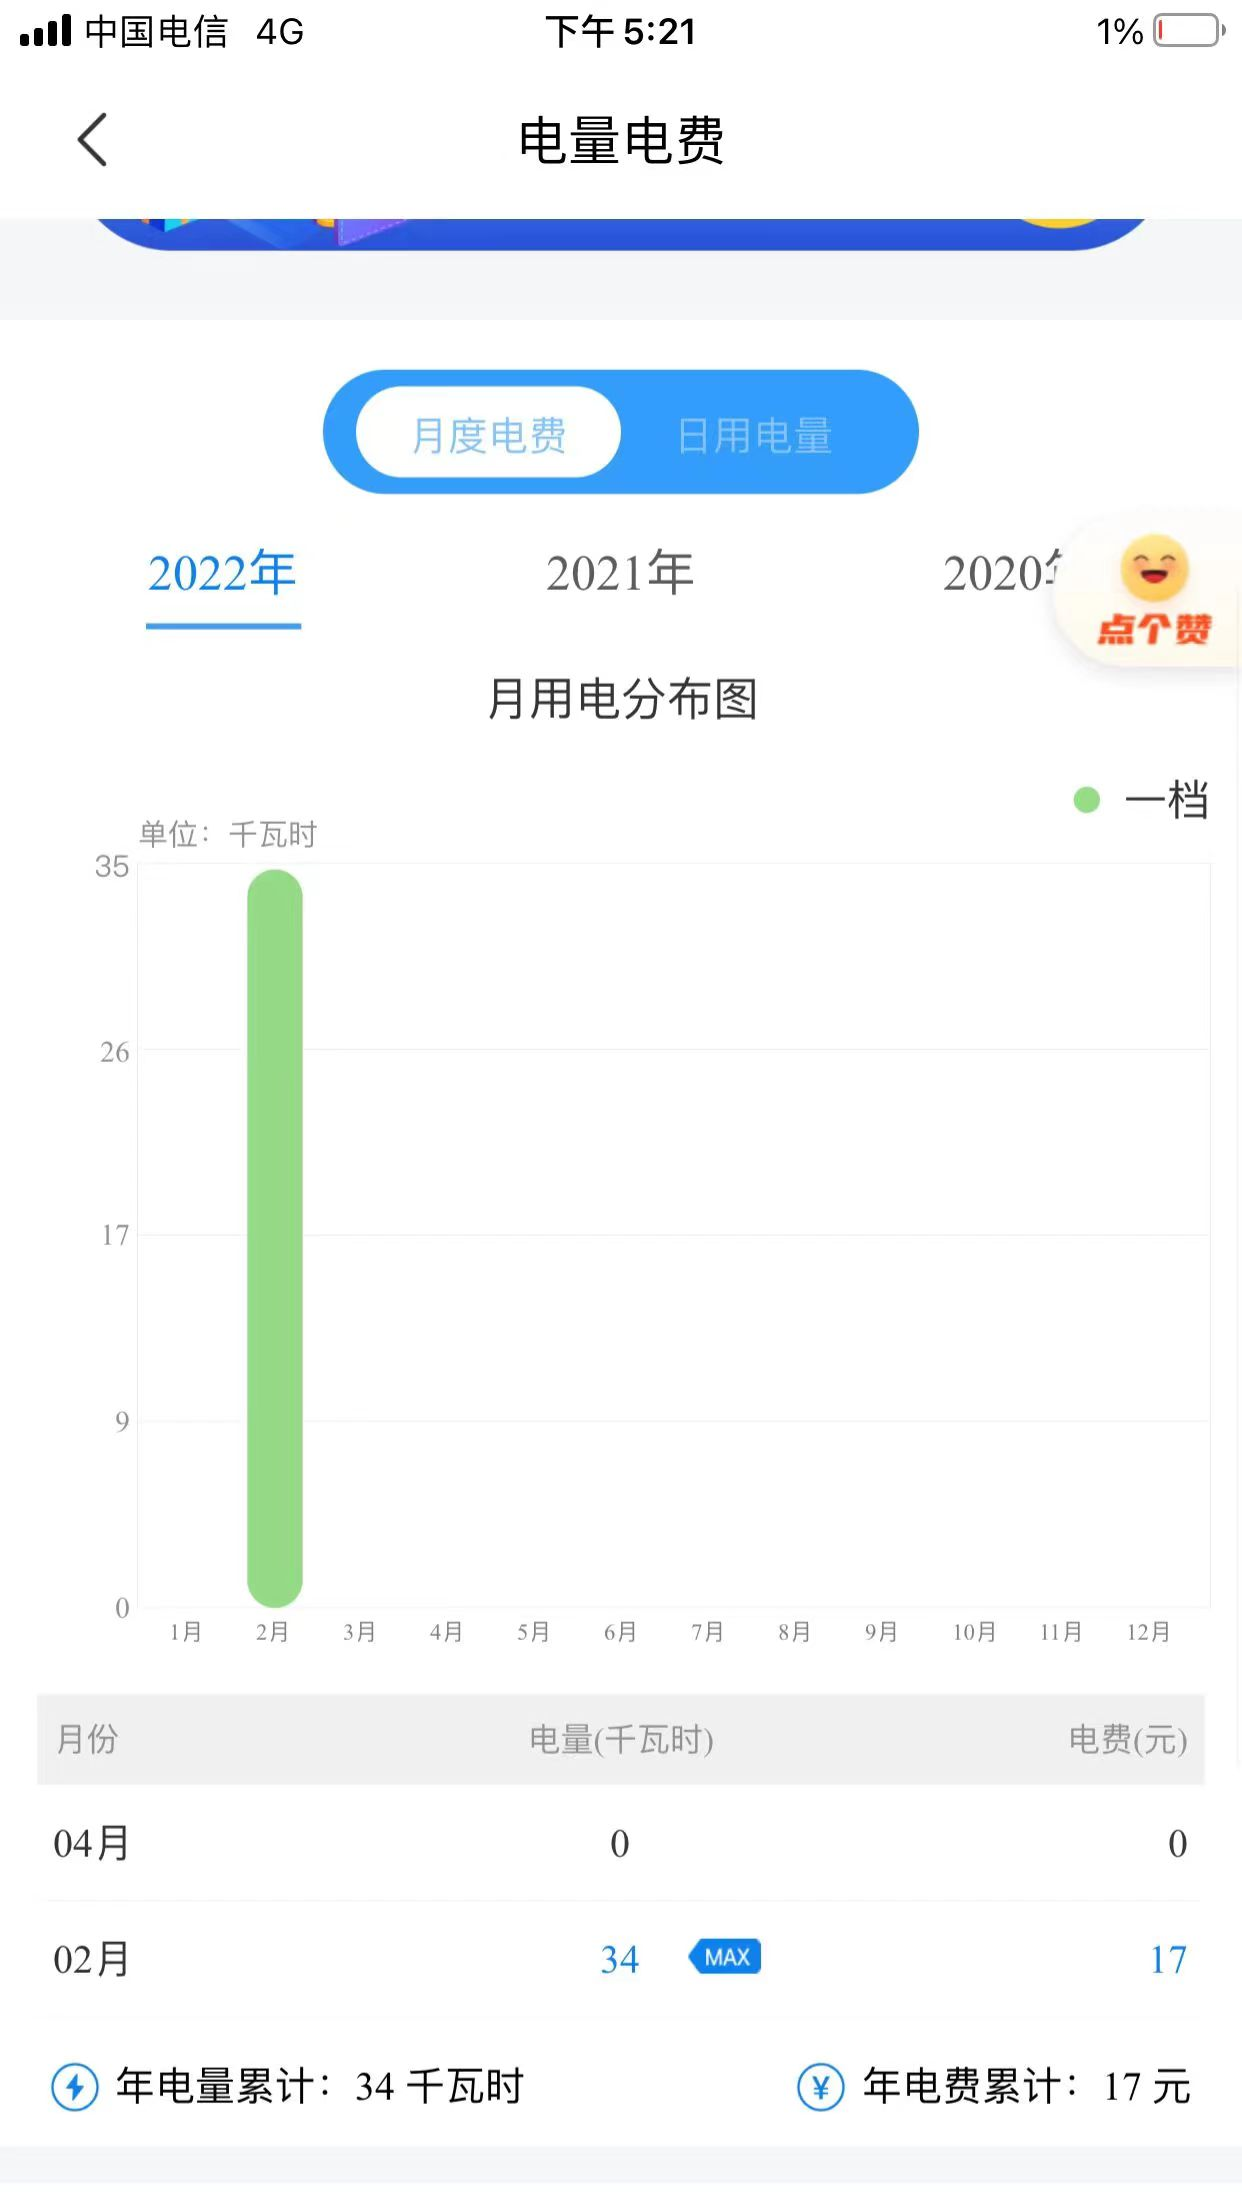 中国电信 4G 下午 5:21 1%
电量电费
月度电费 日用电量
2022年 2021年 2020
点个赞
月用电分布图
一档
单位：千瓦时
35
26
17
9
0
1月 2月 3月 4月 5月 6月 7月 8月 9月 10月 11月 12月
月份 电量(千瓦时) 电费(元)
04月 0 0
02月 34 MAX 17
年电量累计：34 千瓦时 ¥ 年电费累计：17 元